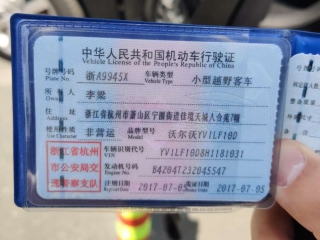 中华人民共和国机动车行驶证
Vehicle License of the People's Republic of China
号牌号码 浙A9945X 车辆类型 小型越野客车
Plate No. Vehicle Type
所有人 李梁
Owner
住址 浙江省杭州市萧山区宁围街道佳境天城人合苑7幢
Address
使用性质 非营运 品牌型号 沃尔沃YV1LF10D
Use Character Model
浙江省杭州
市公安局交
通警察支队
车辆识别代号 YV1LF10D8H1181031
VIN
发动机号码 B4204T232045547
Engine No.
注册日期 2017-07-05 发证日期 2017-07-05
Register Date Issue Date